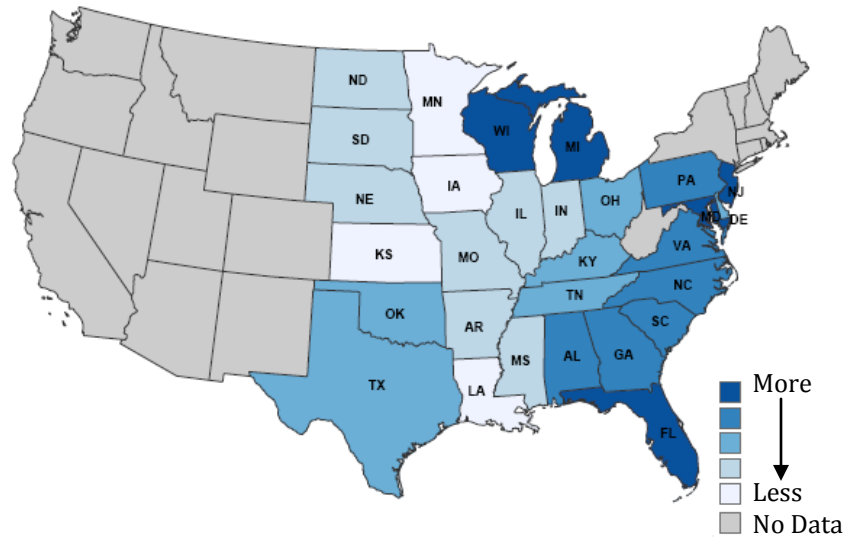 ND
MN
SD
WI
MI
NE
IA
PA
NJ
IL
IN
OH
MD
DE
KS
MO
KY
VA
OK
TN
NC
AR
SC
MS
AL
GA
TX
LA
FL
More
Less
No Data